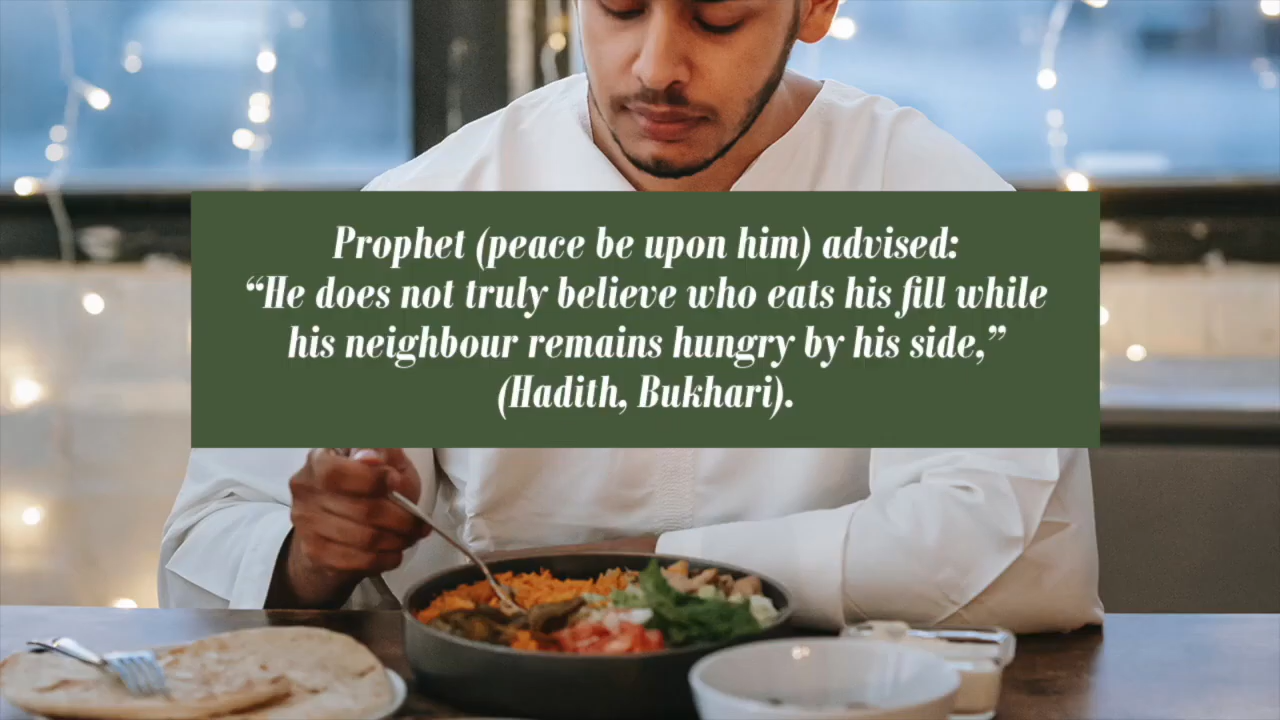 Prophet (peace be upon him) advised:
“He does not truly believe who eats his fill while
his neighbour remains hungry by his side,”
(Hadith, Bukhari).